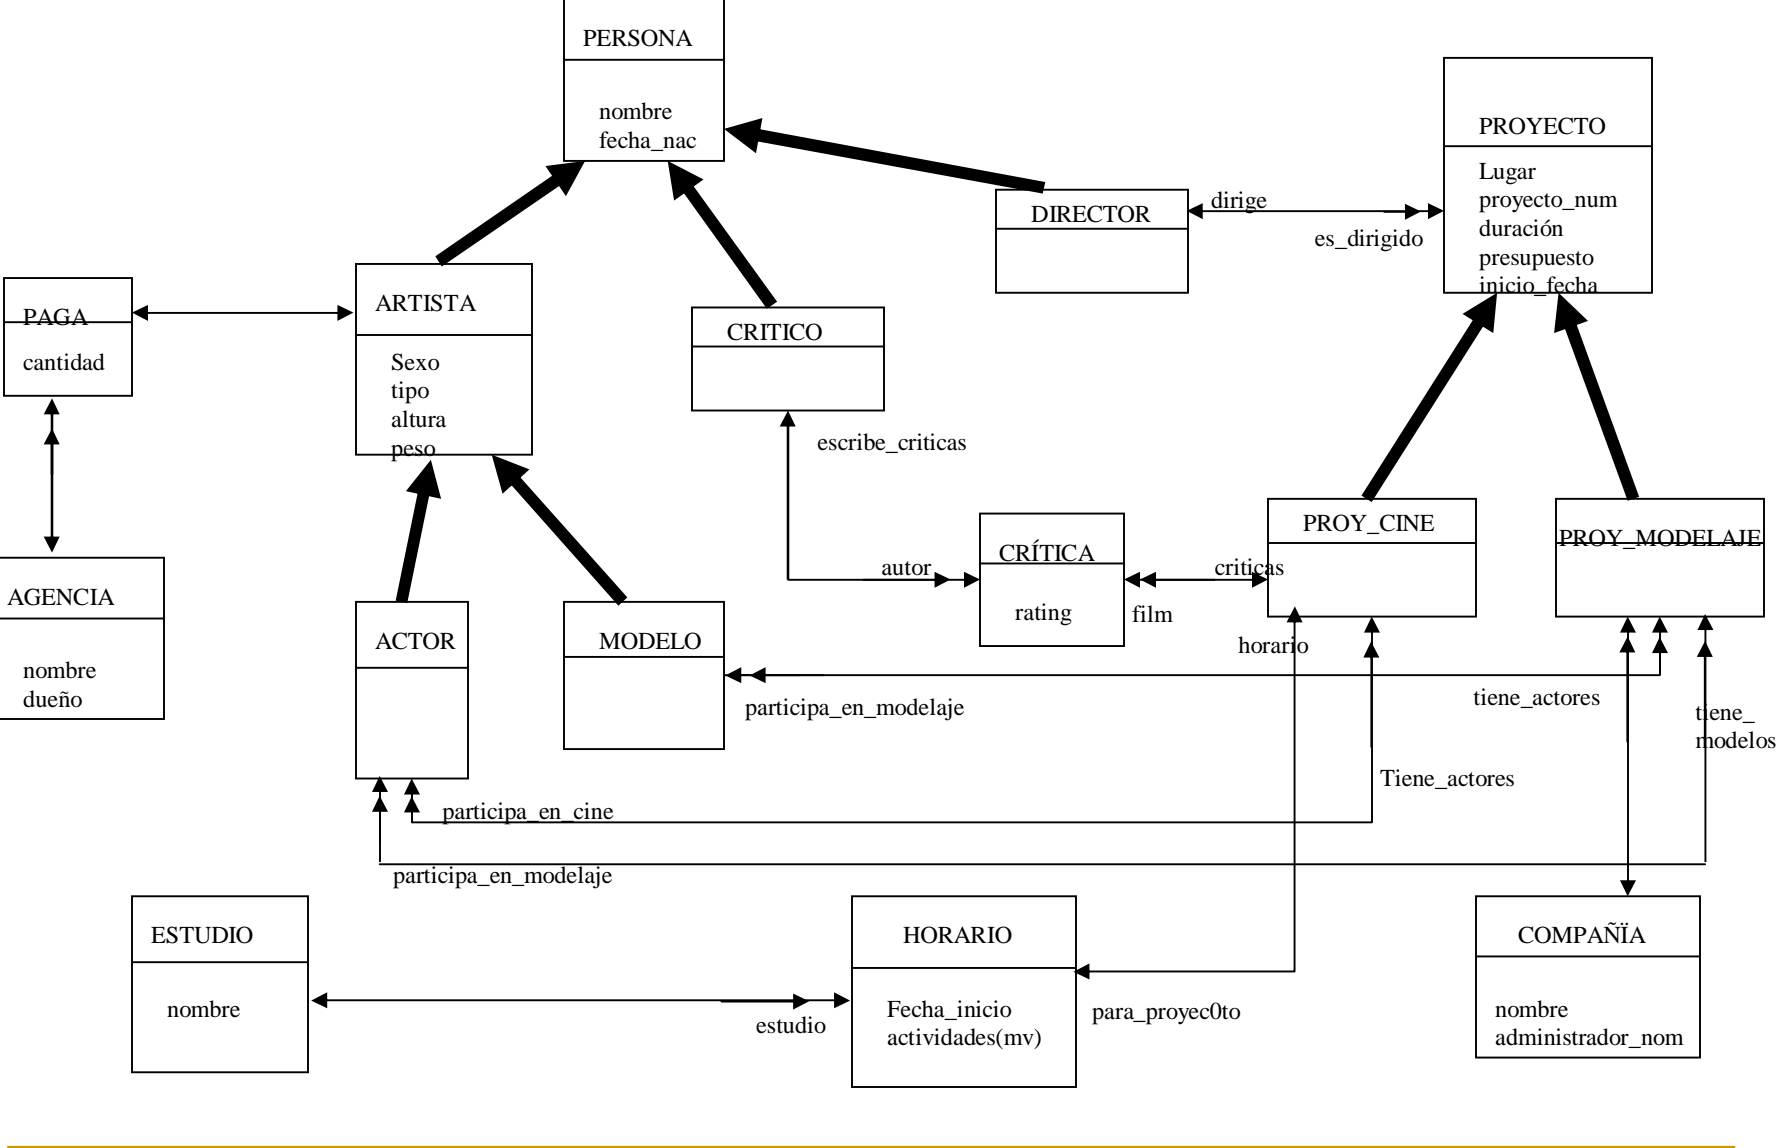 PERSONA
nombre
fecha_nac
PROYECTO
Lugar
proyecto_num
duración
presupuesto
inicio_fecha
DIRECTOR
dirige
es_dirigido
PAGA
cantidad
ARTISTA
Sexo
tipo
altura
peso
CRITICO
escribe_criticas
AGENCIA
nombre
dueño
ACTOR
MODELO
autor
CRÍTICA
rating
criticas
film
PROY_CINE
PROY_MODELAJE
horario
participa_en_modelaje
tiene_actores
tiene_
modelos
Tiene_actores
participa_en_cine
participa_en_modelaje
ESTUDIO
nombre
estudio
HORARIO
Fecha_inicio
actividades(mv)
para_proyec0to
COMPAÑÏA
nombre
administrador_nom